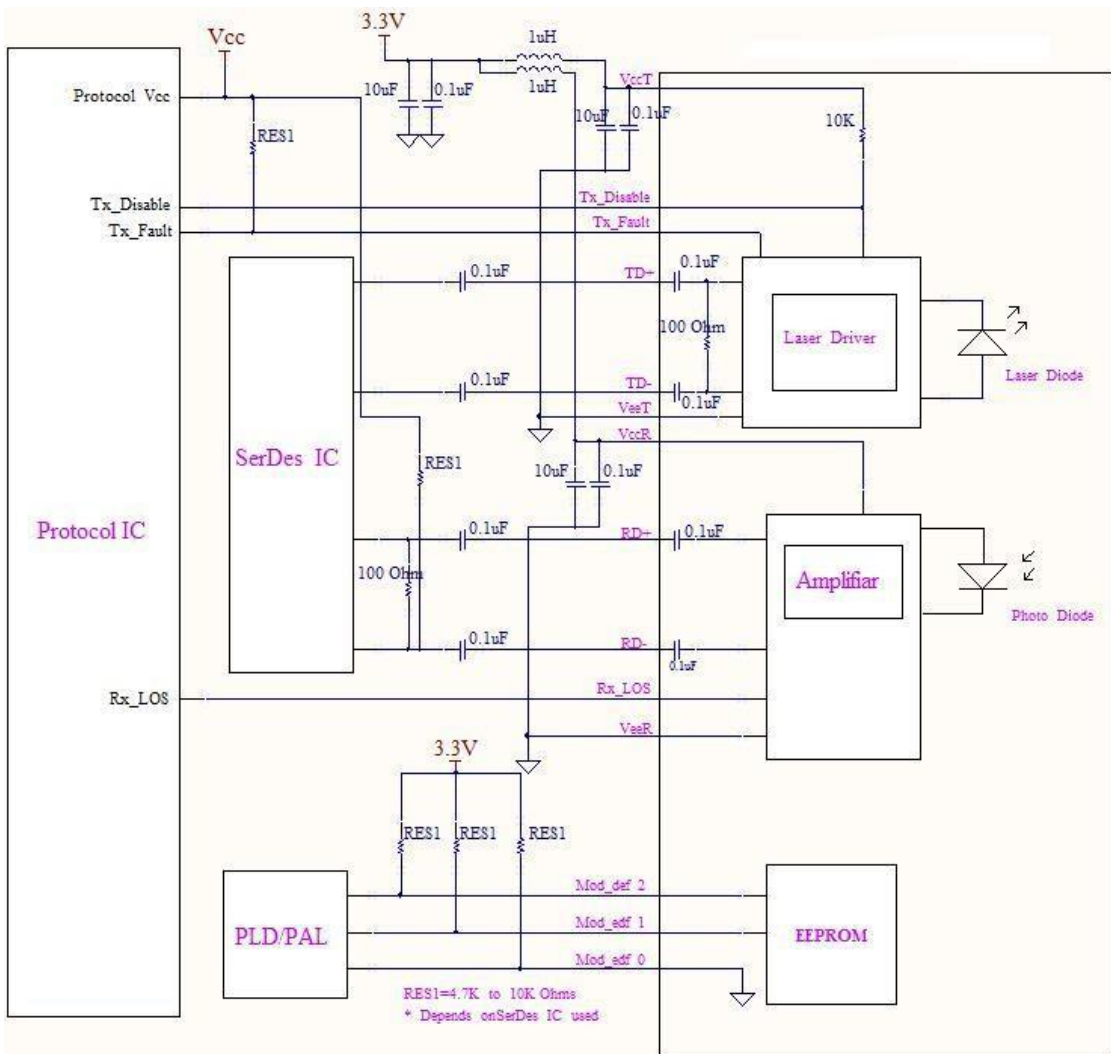 3.3V
1uH
Vcc
1uH
VccT
Protocol Vcc
10uF
0.1uF
10uF
0.1uF
10K
RES1
Tx_Disable
Tx_Disable
Tx_Fault
Tx_Fault
0.1uF
0.1uF
TD+
100 Ohm
Laser Driver
Laser Diode
0.1uF
TD-
0.1uF
VeeT
VccR
SerDes IC
RES1
10uF
0.1uF
Protocol IC
0.1uF
RD+
0.1uF
100 Ohm
Amplifiar
Photo Diode
0.1uF
RD-
0.1uF
Rx_LOS
Rx_LOS
VeeR
3.3V
RES1
RES1
RES1
Mod_def 2
PLD/PAL
Mod_edf 1
EEPROM
Mod_edf 0
RES1=4.7K to 10K Ohms
* Depends onSerDes IC used